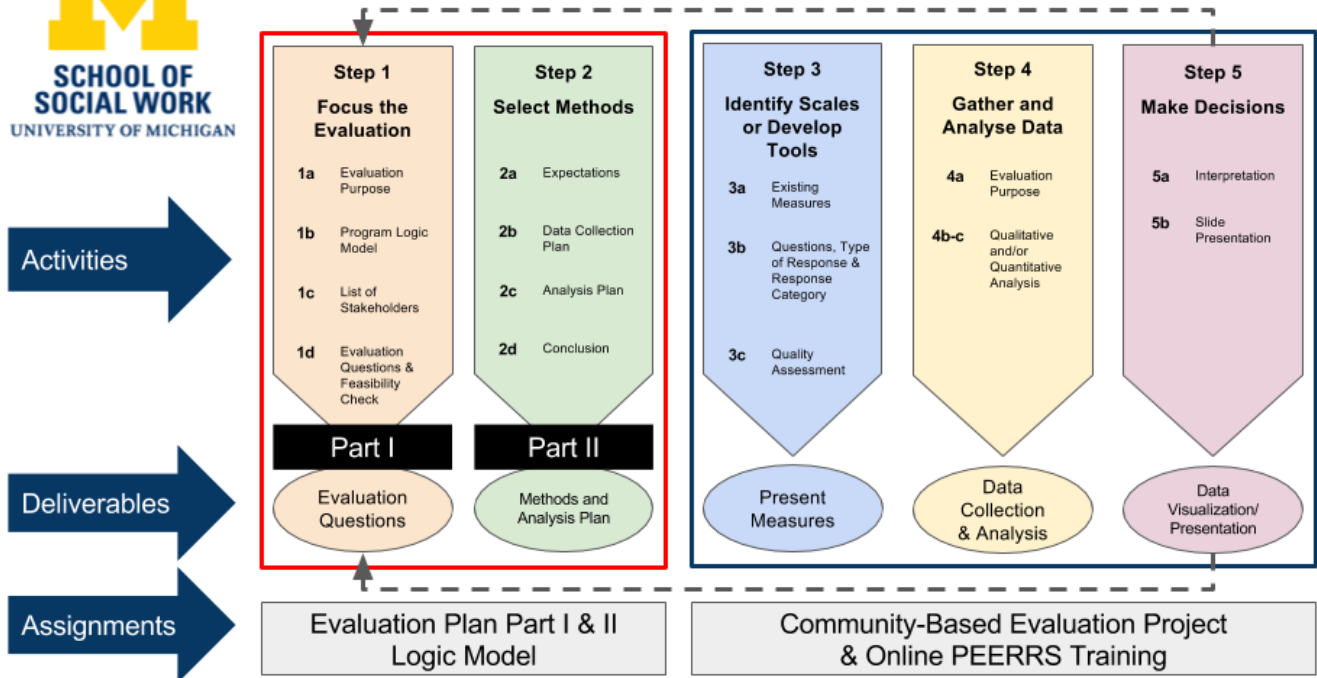 M
SCHOOL OF
SOCIAL WORK
UNIVERSITY OF MICHIGAN
Activities
Deliverables
Assignments
Step 1
Focus the
Evaluation
1a Evaluation
Purpose
1b Program Logic
Model
1c List of
Stakeholders
1d Evaluation
Questions &
Feasibility
Check
Part I
Evaluation
Questions
Step 2
Select Methods
2a Expectations
2b Data Collection
Plan
2c Analysis Plan
2d Conclusion
Part II
Methods and
Analysis Plan
Step 3
Identify Scales
or Develop
Tools
3a Existing
Measures
3b Questions, Type
of Response &
Response
Category
3c Quality
Assessment
Present
Measures
Step 4
Gather and
Analyse Data
4a Evaluation
Purpose
4b-c Qualitative
and/or
Quantitative
Analysis
Data
Collection
& Analysis
Step 5
Make Decisions
5a Interpretation
5b Slide
Presentation
Data
Visualization/
Presentation
Evaluation Plan Part I & II
Logic Model
Community-Based Evaluation Project
& Online PEERRS Training